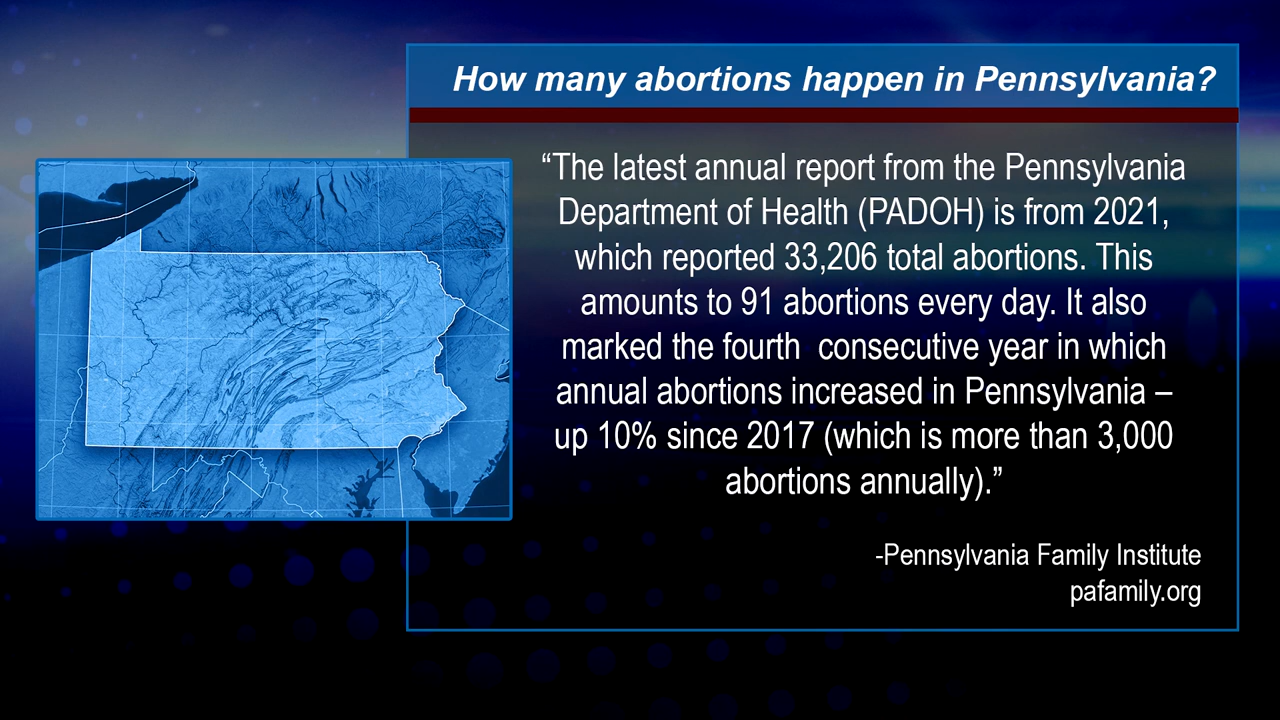 How many abortions happen in Pennsylvania?
“The latest annual report from the Pennsylvania
Department of Health (PADOH) is from 2021,
which reported 33,206 total abortions. This
amounts to 91 abortions every day. It also
marked the fourth  consecutive year in which
annual abortions increased in Pennsylvania –
up 10% since 2017 (which is more than 3,000
abortions annually).”
-Pennsylvania Family Institute
pafamily.org